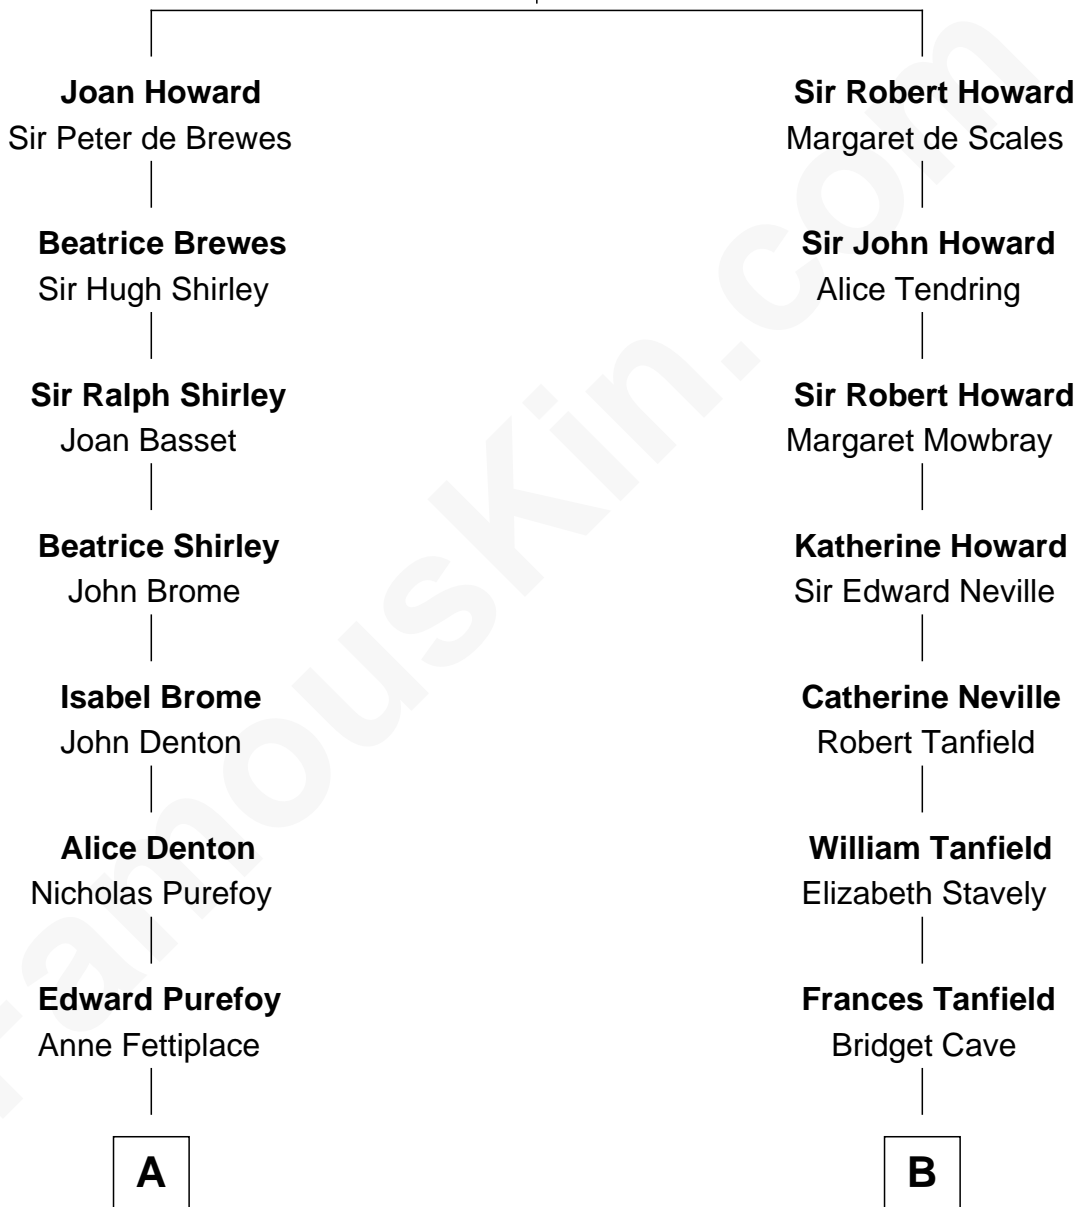 Joan Howard
Sir Peter de Brewes
Sir Robert Howard
Margaret de Scales
Beatrice Brewes
Sir Hugh Shirley
Sir John Howard
Alice Tendring
Sir Ralph Shirley
Joan Basset
Sir Robert Howard
Margaret Mowbray
Beatrice Shirley
John Brome
Katherine Howard
Sir Edward Neville
Isabel Brome
John Denton
Catherine Neville
Robert Tanfield
Alice Denton
Nicholas Purefoy
William Tanfield
Elizabeth Stavely
Edward Purefoy
Anne Fettiplace
Frances Tanfield
Bridget Cave
A
B
FamousKin.com